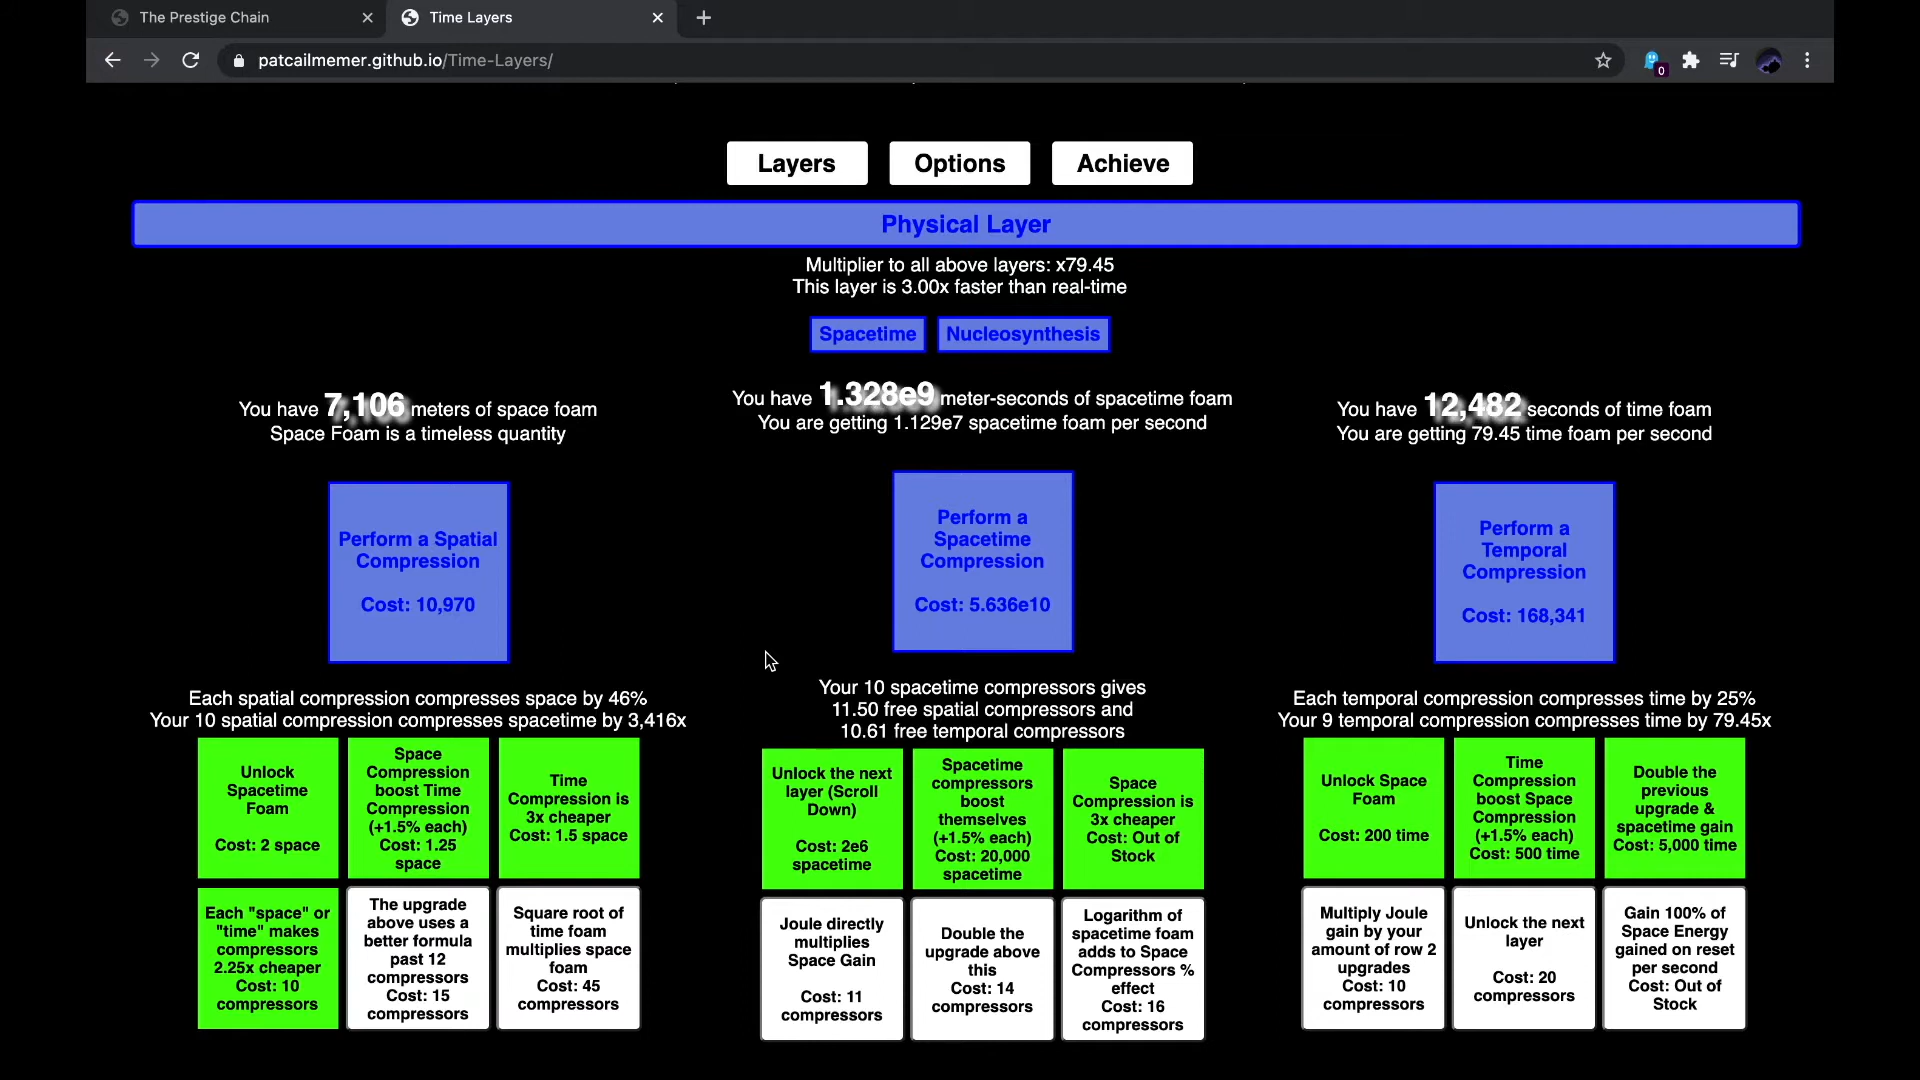 The Prestige Chain
Time Layers
patcailmemer.github.io/Time-Layers/
0
Layers
Options
Achieve
Physical Layer
Multiplier to all above layers: x79.45
This layer is 3.00x faster than real-time
Spacetime
Nucleosynthesis
You have 7,106 meters of space foam
Space Foam is a timeless quantity
You have 1.328e9 meter-seconds of spacetime foam
You are getting 1.129e7 spacetime foam per second
You have 12,482 seconds of time foam
You are getting 79.45 time foam per second
Perform a Spatial
Compression
Cost: 10,970
Perform a
Spacetime
Compression
Cost: 5.636e10
Perform a
Temporal
Compression
Cost: 168,341
Each spatial compression compresses space by 46%
Your 10 spatial compression compresses spacetime by 3,416x
Your 10 spacetime compressors gives
11.50 free spatial compressors and
10.61 free temporal compressors
Each temporal compression compresses time by 25%
Your 9 temporal compression compresses time by 79.45x
Unlock
Spacetime
Foam
Cost: 2 space
Space
Compression
boost Time
Compression
(+1.5% each)
Cost: 1.25
space
Time
Compression is
3x cheaper
Cost: 1.5 space
Unlock the next
layer (Scroll
Down)
Cost: 2e6
spacetime
Spacetime
compressors
boost
themselves
(+1.5% each)
Cost: 20,000
spacetime
Space
Compression is
3x cheaper
Cost: Out of
Stock
Unlock Space
Foam
Cost: 200 time
Time
Compression
boost Space
Compression
(+1.5% each)
Cost: 500 time
Double the
previous
upgrade &
spacetime gain
Cost: 5,000 time
Each "space" or
"time" makes
compressors
2.25x cheaper
Cost: 10
compressors
The upgrade
above uses a
better formula
past 12
compressors
Cost: 15
compressors
Square root of
time foam
multiplies space
foam
Cost: 45
compressors
Joule directly
multiplies
Space Gain
Cost: 11
compressors
Double the
upgrade above
this
Cost: 14
compressors
Logarithm of
spacetime foam
adds to Space
Compressors %
effect
Cost: 16
compressors
Multiply Joule
gain by your
amount of row 2
upgrades
Cost: 10
compressors
Unlock the next
layer
Cost: 20
compressors
Gain 100% of
Space Energy
gained on reset
per second
Cost: Out of
Stock